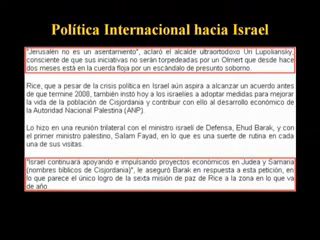 Política Internacional hacia Israel
"Jerusalén no es un asentamiento", aclaró el alcalde ultraortodoxo Uri Lupolianksy,
consciente de que sus iniciativas no serán torpedeadas por un Olmert que desde hace
dos meses está en la cuerda floja por un escándalo de presunto soborno.
Rice, que a pesar de la crisis política en Israel aún aspira a alcanzar un acuerdo antes
de que termine 2008, también instó hoy a los israelíes a adoptar medidas para mejorar
la vida de la población de Cisjordania y contribuir con ello al desarrollo económico de
la Autoridad Nacional Palestina (ANP).
Lo hizo en una reunión trilateral con el ministro israelí de Defensa, Ehud Barak, y con
el primer ministro palestino, Salam Fayad, en lo que es una suerte de rutina en cada
una de sus visitas.
"Israel continuará apoyando e impulsando proyectos económicos en Judea y Samaria
(nombres bíblicos de Cisjordania)", le aseguró Barak en respuesta a esta petición, en
lo que parece el único logro de la sexta misión de paz de Rice a la zona en lo que va
de año